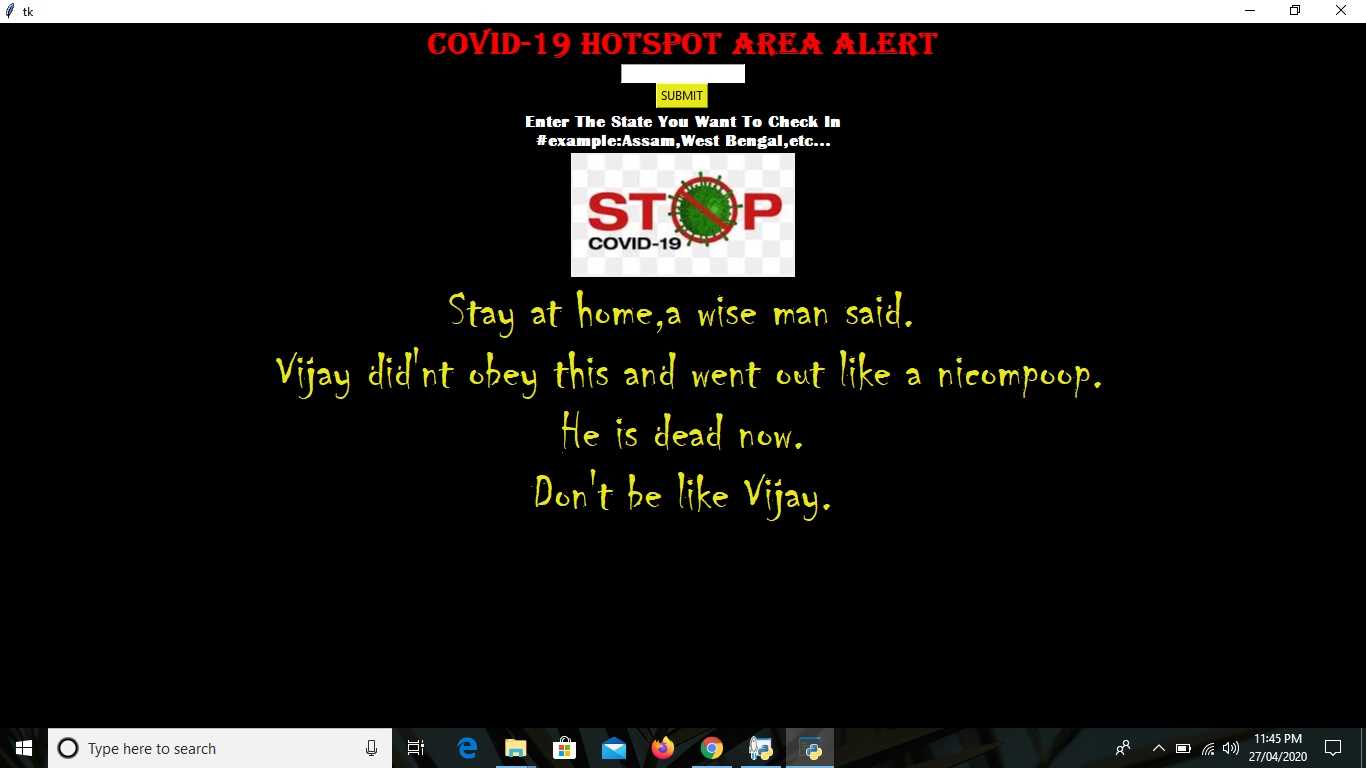 tk
COVID-19 HOTSPOT AREA ALERT
SUBMIT
Enter The State You Want To Check In
#example:Assam,West Bengal,etc...
STOP
COVID-19
Stay at home,a wise man said.
Vijay did'nt obey this and went out like a nicompoop.
He is dead now.
Don't be like Vijay.
Type here to search
11:45 PM
27/04/2020